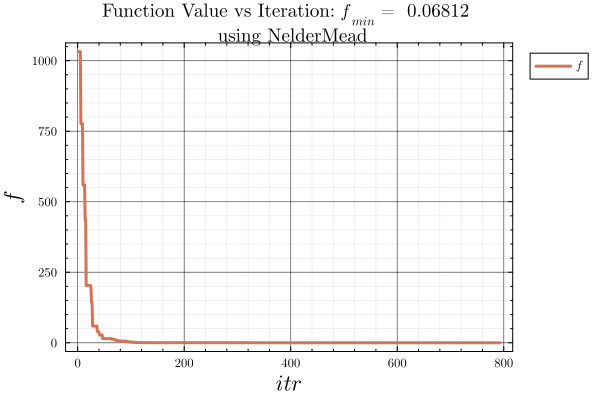 Function Value vs Iteration: f_min = 0.06812
using NelderMead
f
1000
750
f
500
250
0
0 200 400 600 800
itr